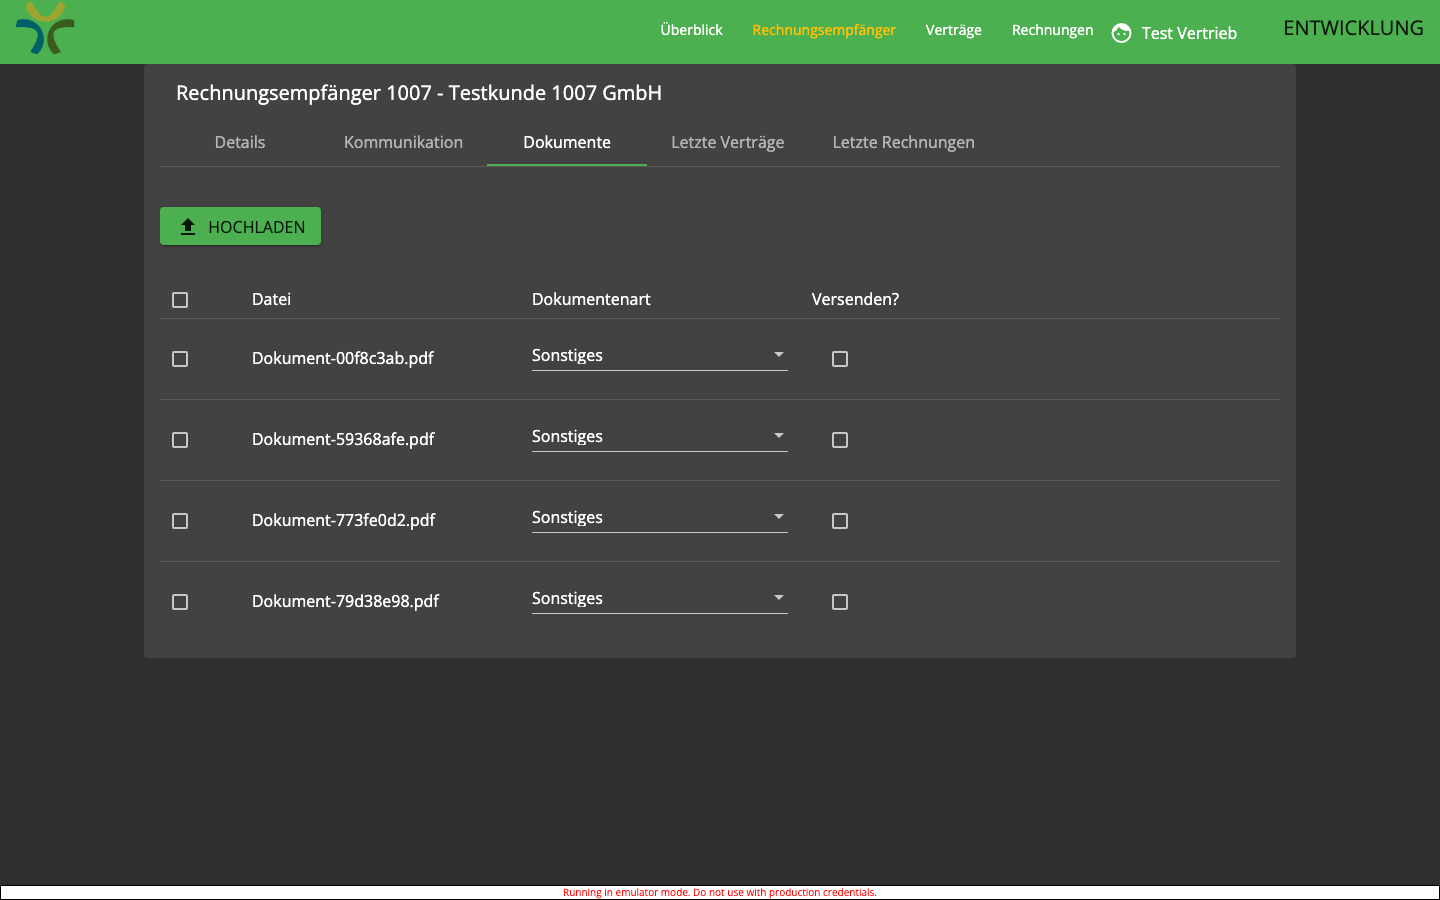 Überblick Rechnungsempfänger Verträge Rechnungen Test Vertrieb ENTWICKLUNG
Rechnungsempfänger 1007 - Testkunde 1007 GmbH
Details Kommunikation Dokumente Letzte Verträge Letzte Rechnungen
HOCHLADEN
Datei Dokumentenart Versenden?
Dokument-00f8c3ab.pdf Sonstiges
Dokument-59368afe.pdf Sonstiges
Dokument-773fe0d2.pdf Sonstiges
Dokument-79d38e98.pdf Sonstiges
Running in emulator mode. Do not use with production credentials.